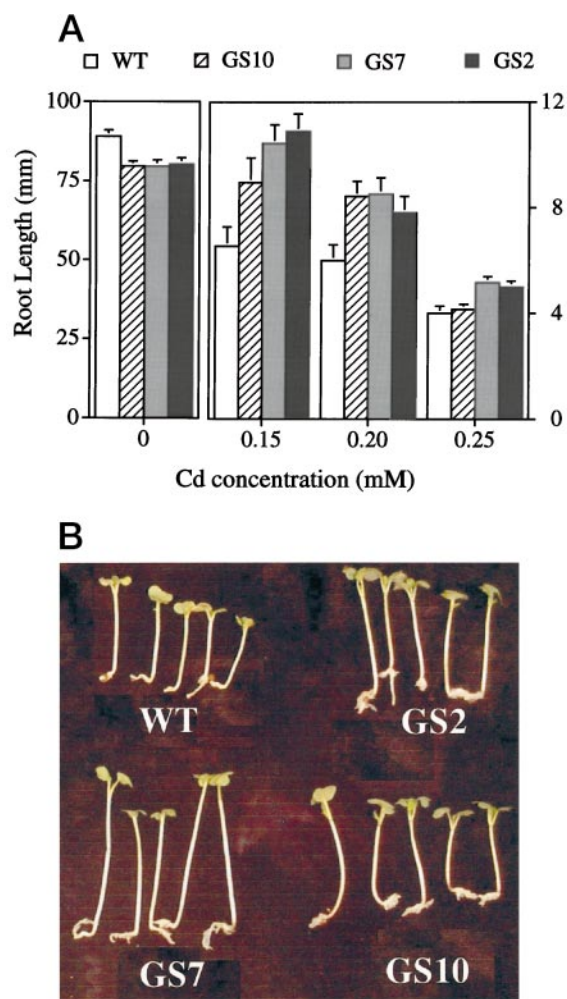 A
WT GS10 GS7 GS2
100 12
75 8
50
25 4
0 0
Root Length (mm)
0 0.15 0.20 0.25
Cd concentration (mM)
B
WT GS2
GS7 GS10